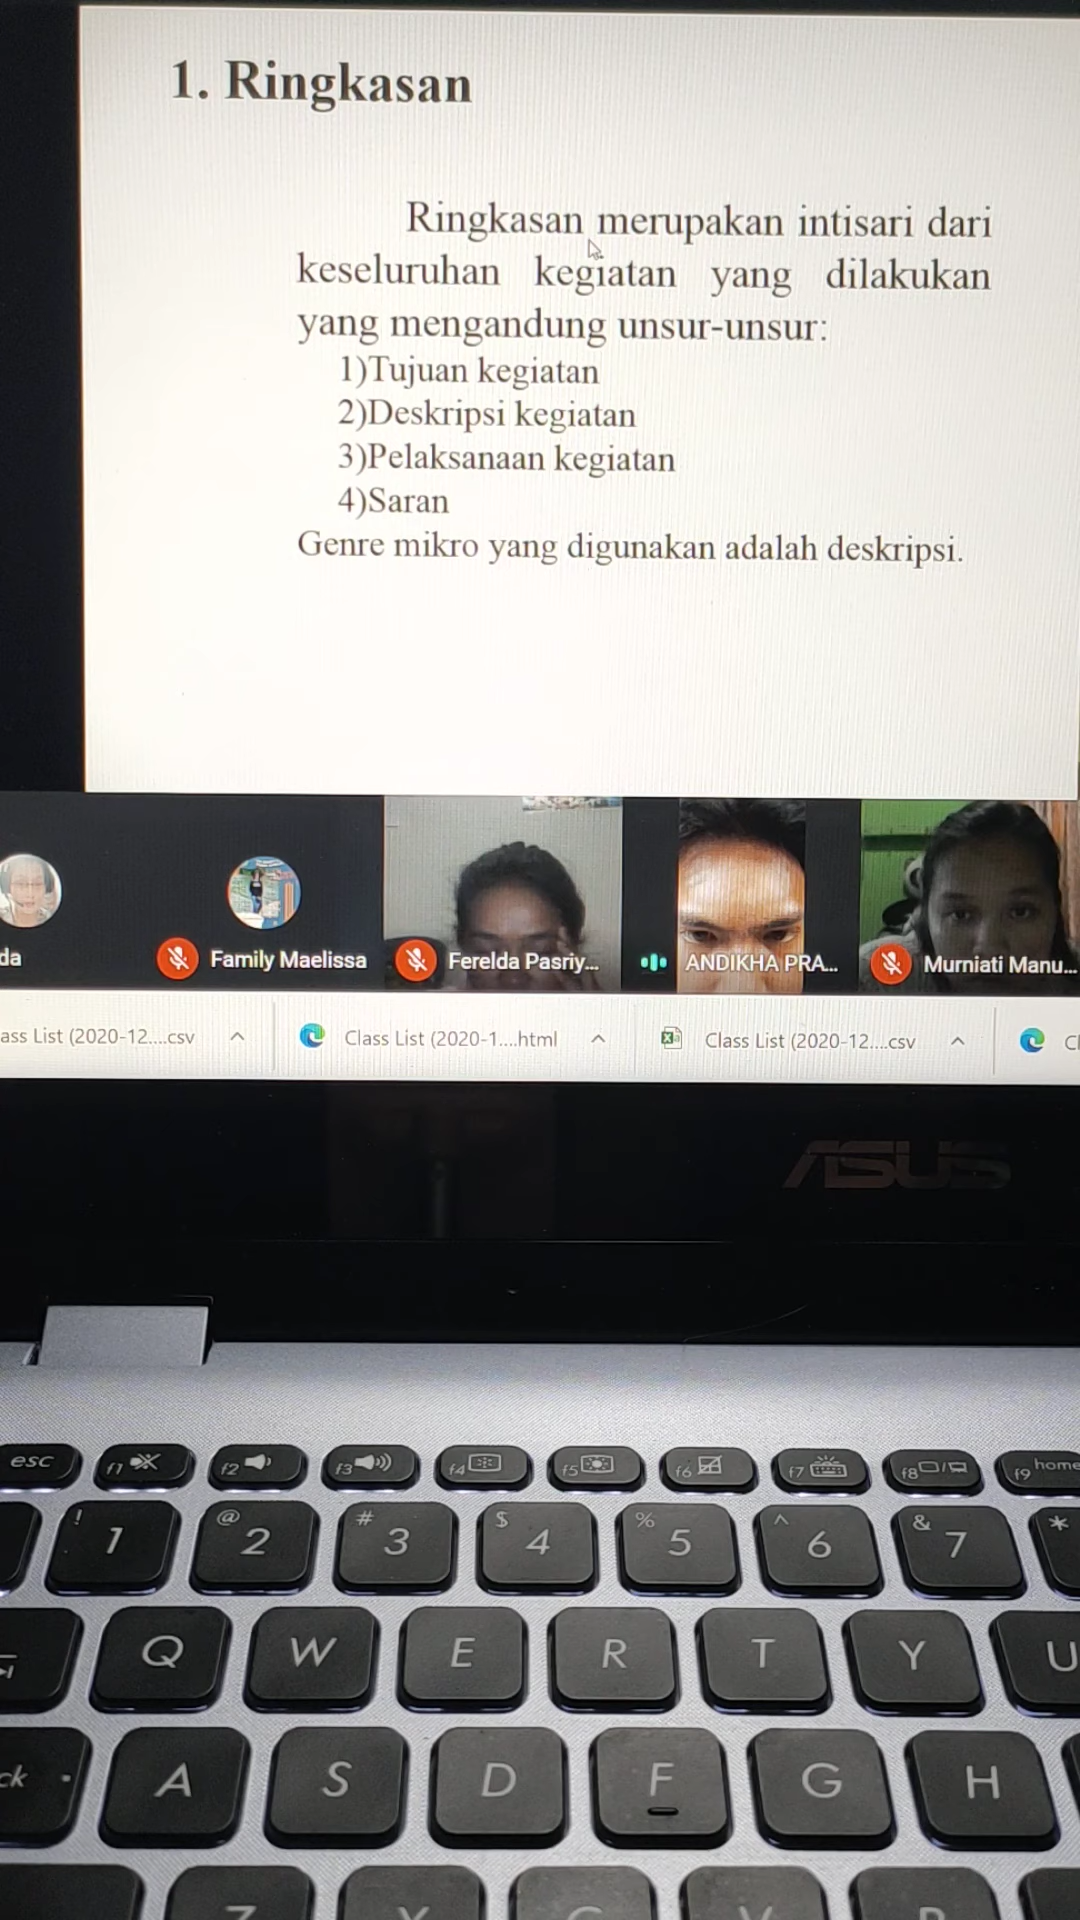 1. Ringkasan
Ringkasan merupakan intisari dari
keseluruhan kegiatan yang dilakukan
yang mengandung unsur-unsur:
1)Tujuan kegiatan
2)Deskripsi kegiatan
3)Pelaksanaan kegiatan
4)Saran
Genre mikro yang digunakan adalah deskripsi.
da
Family Maelissa
Ferelda Pasriy...
ANDIKHA PRA...
Murniati Manu...
ass List (2020-12....csv
Class List (2020-1....html
Class List (2020-12....csv
Cl
ASUS
esc f1 f2 f3 f4 f5 f6 f7 f8 f9 home
! 1 @ 2 # 3 $ 4 % 5 ^ 6 & 7 *
Q W E R T Y U
ck A S D F G H